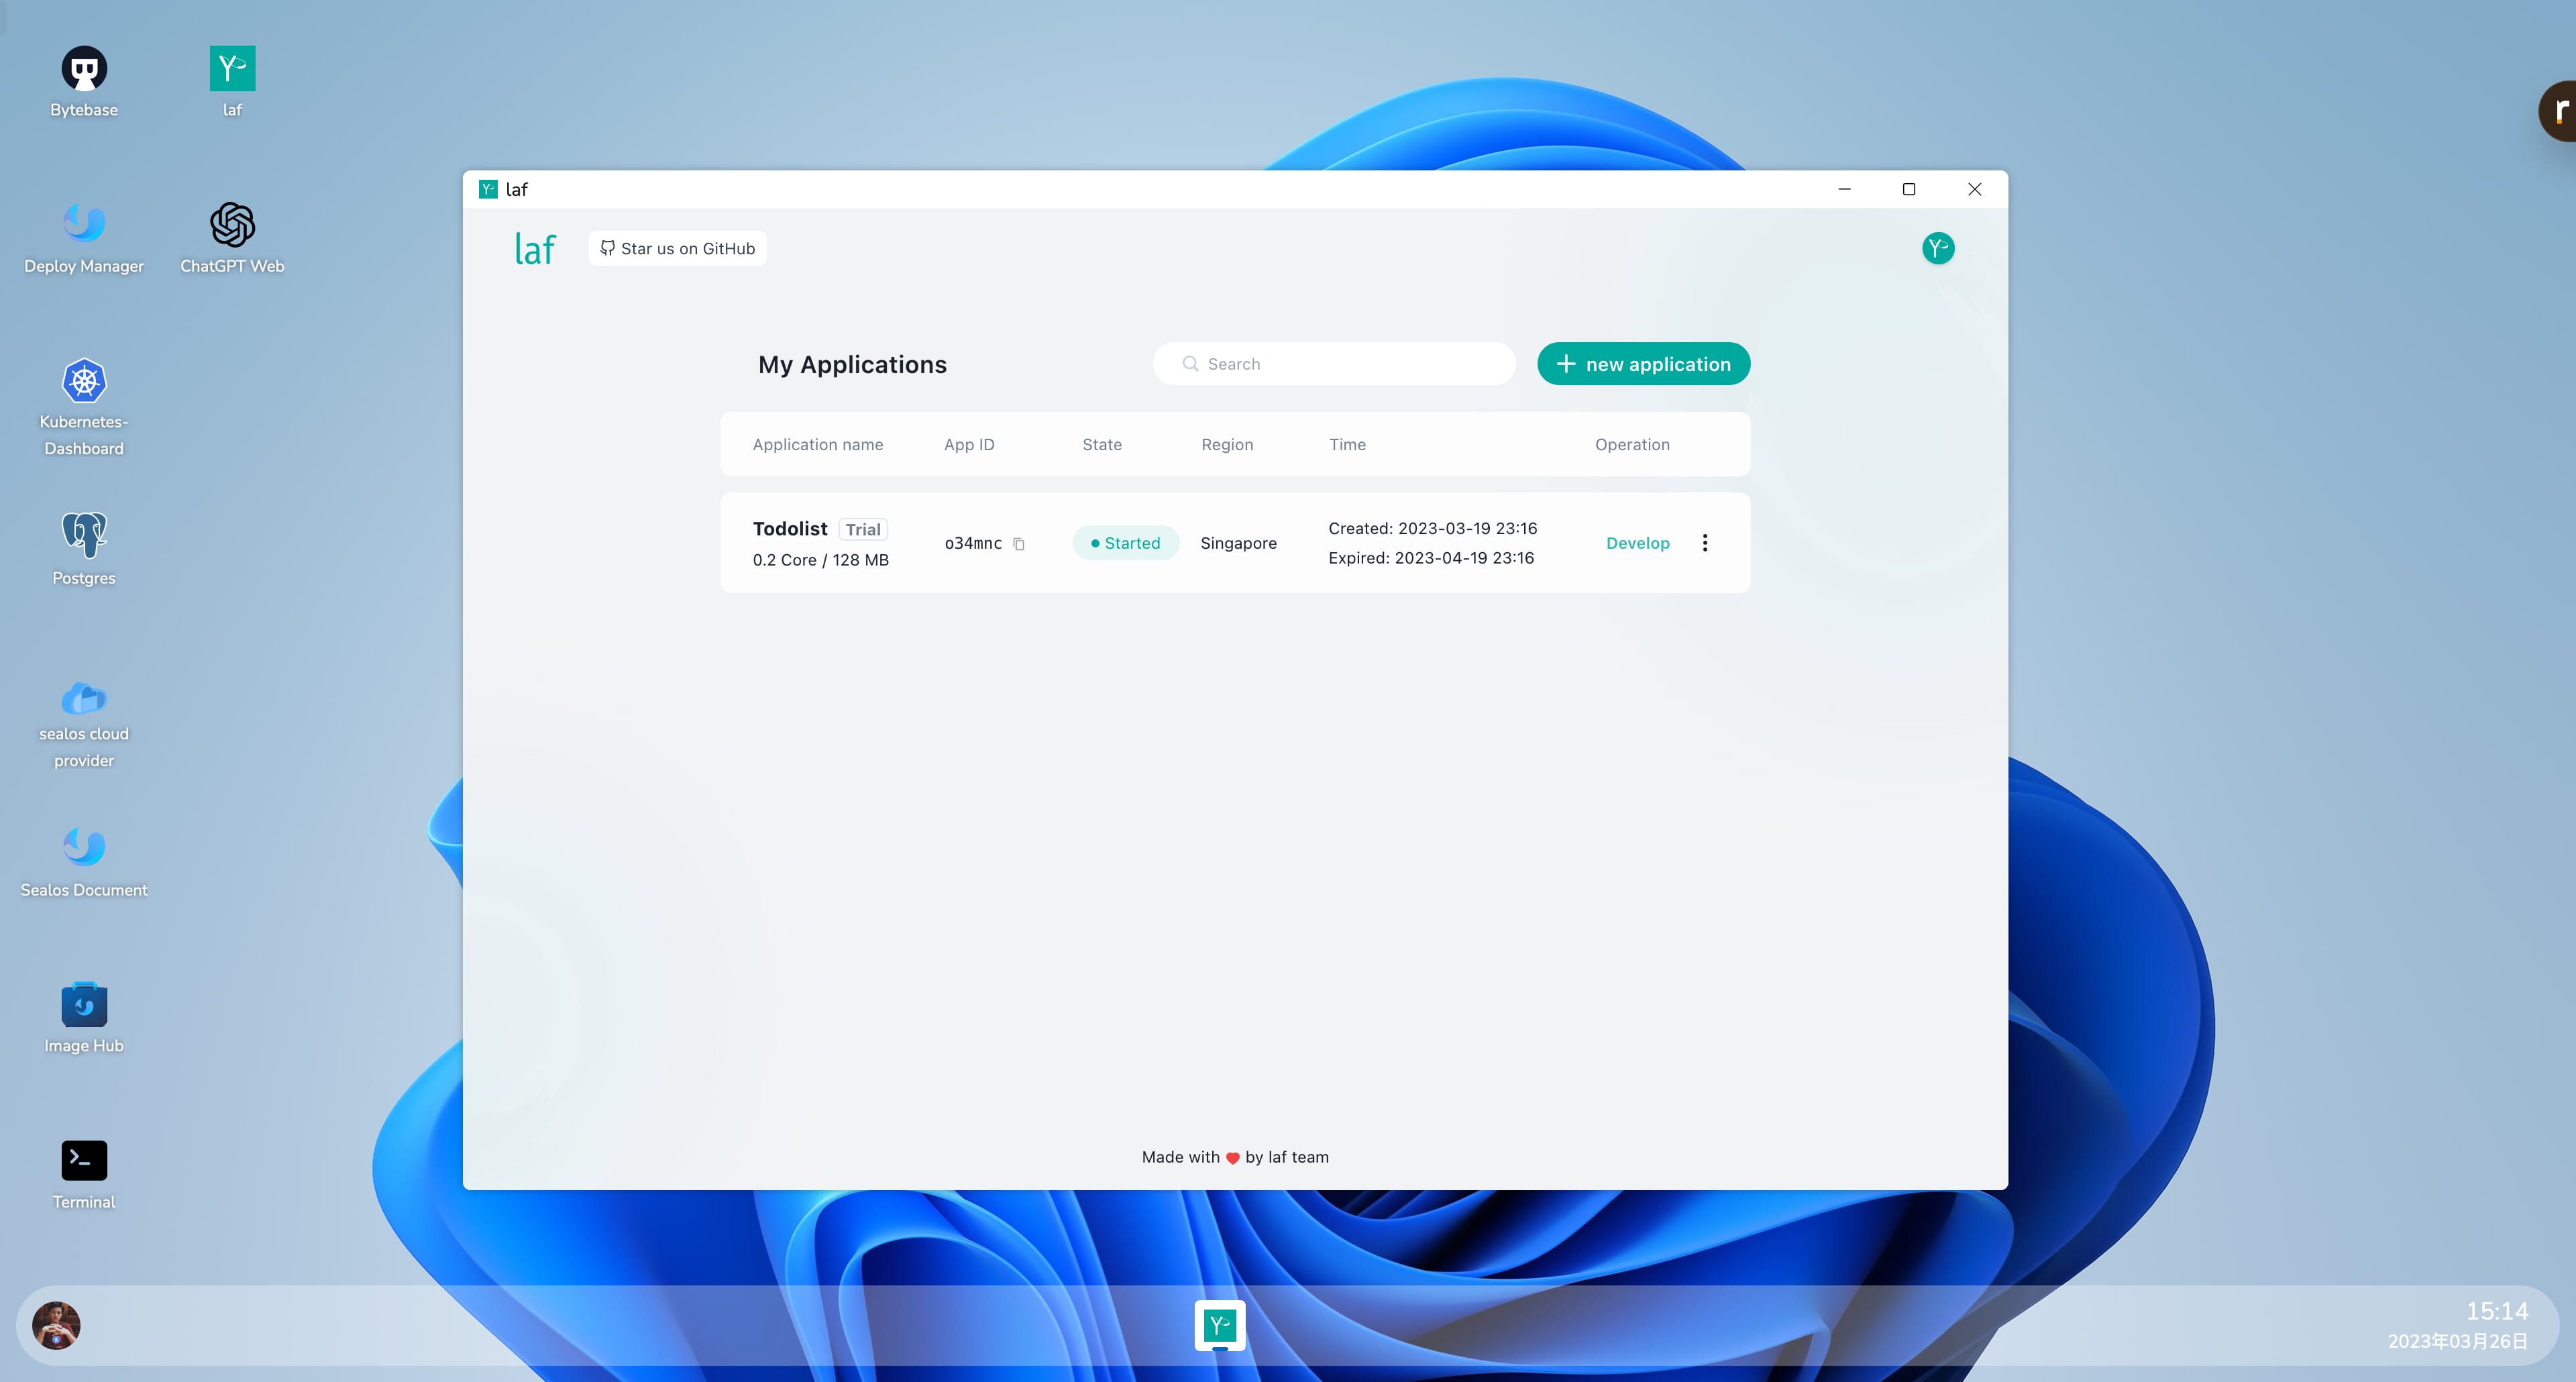 Bytebase
laf
Deploy Manager
ChatGPT Web
Kubernetes-
Dashboard
Postgres
sealos cloud
provider
Sealos Document
Image Hub
Terminal
laf
laf
Star us on GitHub
My Applications
Search
new application
Application name App ID State Region Time Operation
Todolist Trial
0.2 Core / 128 MB
o34mnc
Started
Singapore
Created: 2023-03-19 23:16
Expired: 2023-04-19 23:16
Develop
Made with ❤ by laf team
15:14
2023年03月26日
r